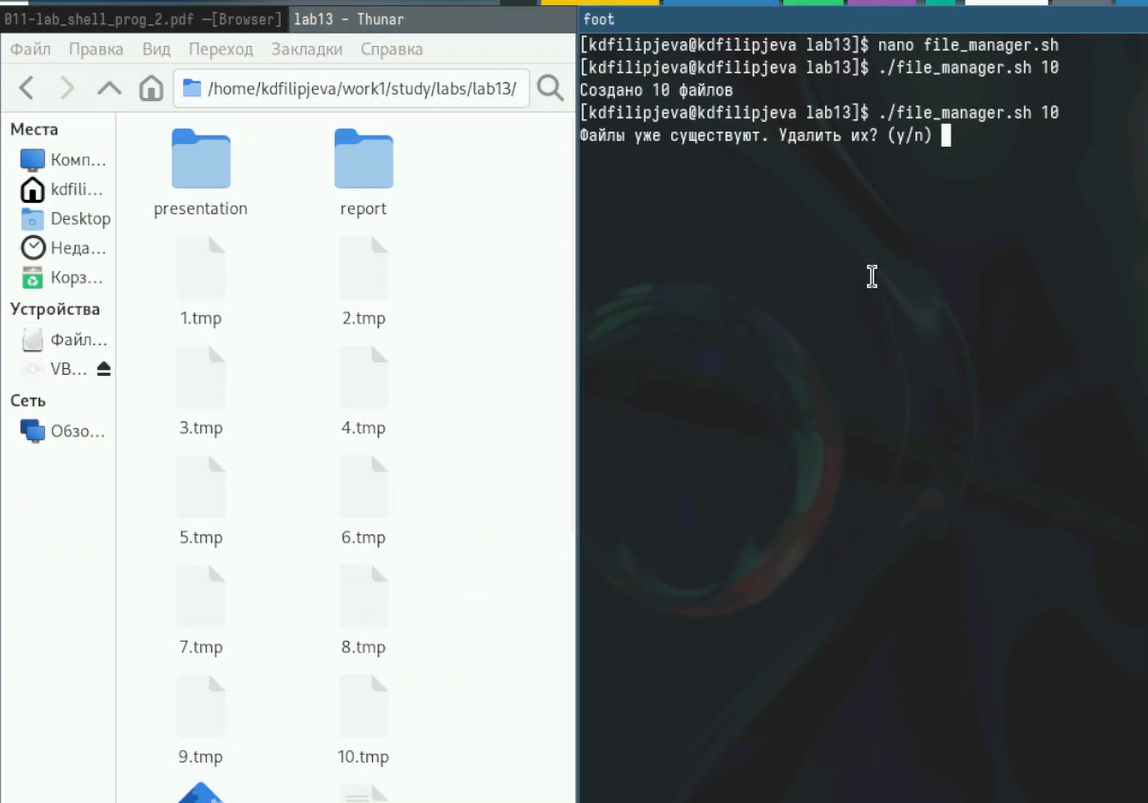 011-lab_shell_prog_2.pdf —[Browser]
lab13 - Thunar
Файл Правка Вид Переход Закладки Справка
/home/kdfilipjeva/work1/study/labs/lab13/
Места
Комп...
kdfili...
Desktop
Неда...
Корз...
Устройства
Файл...
VB...
Сеть
Обзо...
presentation
report
1.tmp
2.tmp
3.tmp
4.tmp
5.tmp
6.tmp
7.tmp
8.tmp
9.tmp
10.tmp
foot
[kdfilipjeva@kdfilipjeva lab13]$ nano file_manager.sh
[kdfilipjeva@kdfilipjeva lab13]$ ./file_manager.sh 10
Создано 10 файлов
[kdfilipjeva@kdfilipjeva lab13]$ ./file_manager.sh 10
Файлы уже существуют. Удалить их? (y/n)